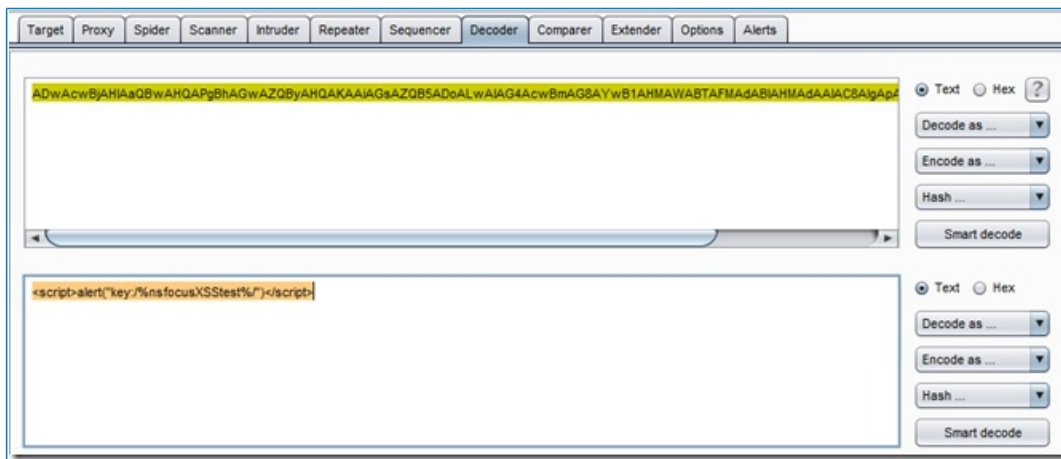 Target Proxy Spider Scanner Intruder Repeater Sequencer Decoder Comparer Extender Options Alerts
ADwAcwBjAHIAaQBwAHQAPgBhAGwAZQByAHQAKAAiAGsAZQB5ADoALwAlAG4AcwBmAG8AYwB1AHMAWABTAFMAdABlAHMAdAAlAC8AIgApA
Text Hex ?
Decode as ...
Encode as ...
Hash ...
Smart decode
<script>alert("key:/%nsfocusXSStest%/")</script>
Text Hex
Decode as ...
Encode as ...
Hash ...
Smart decode